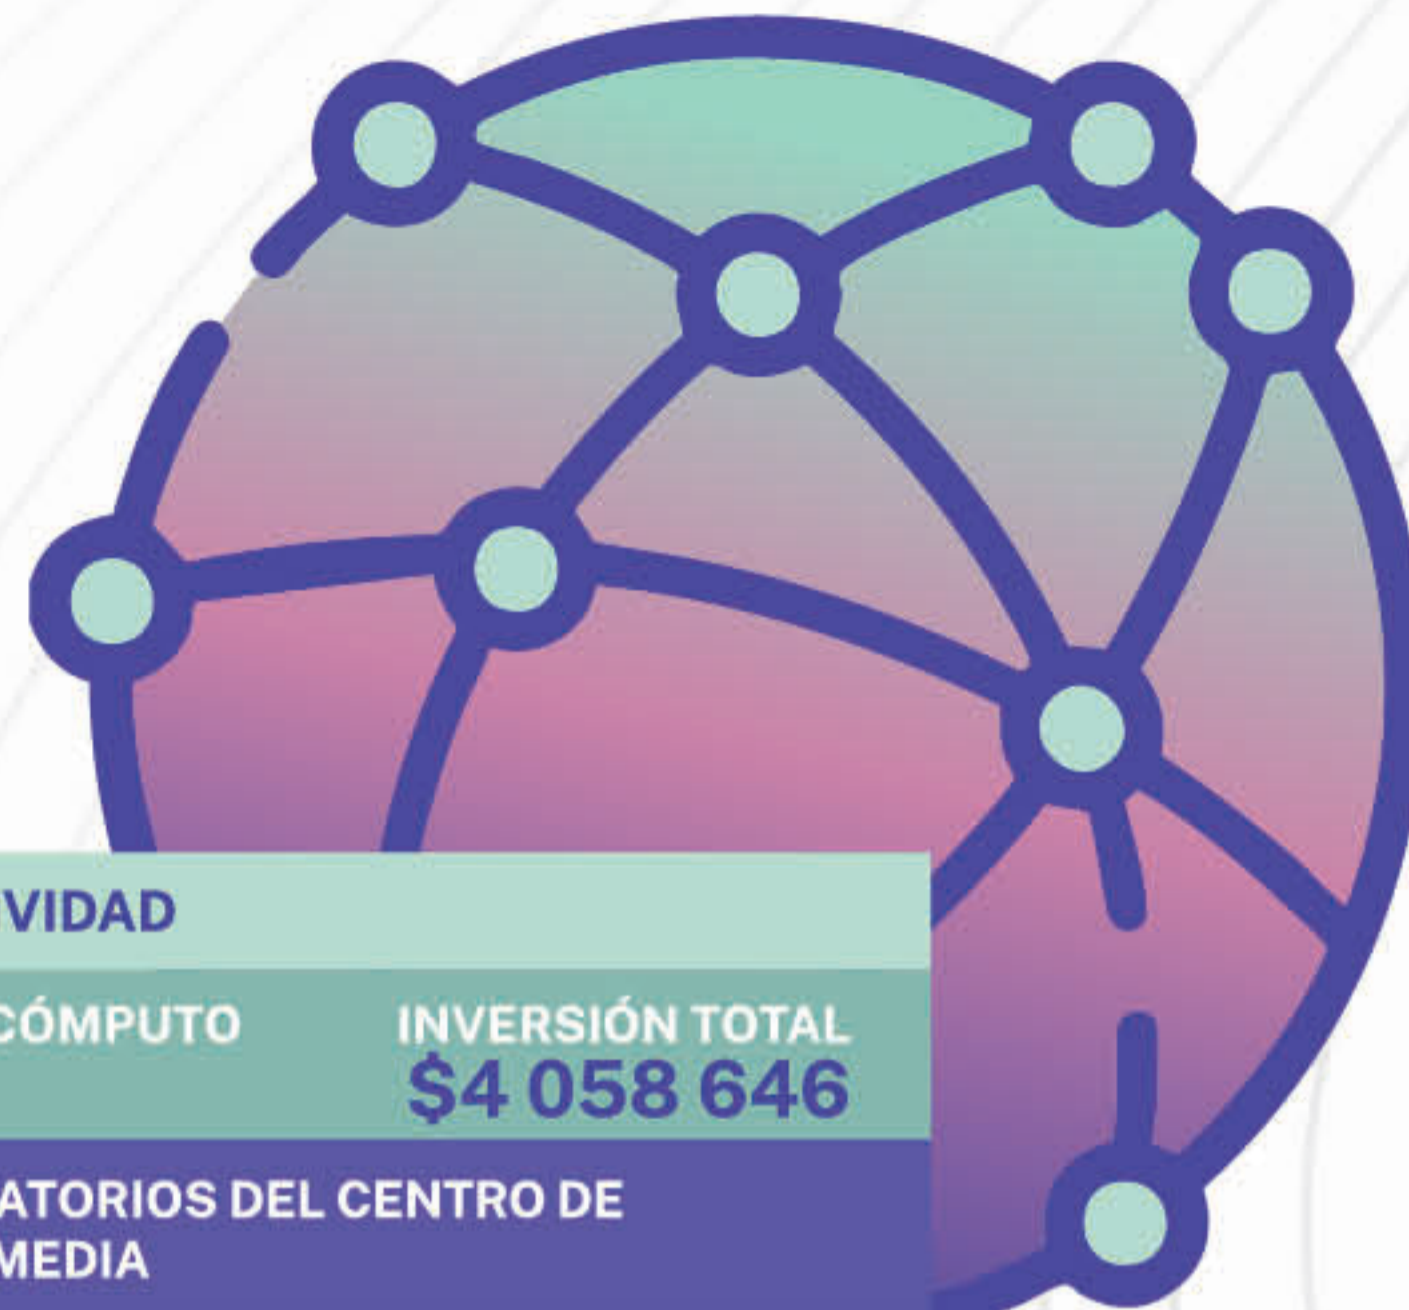 VIDAD
CÓMPUTO
INVERSIÓN TOTAL
$4 058 646
ATORIOS DEL CENTRO DE
MEDIA